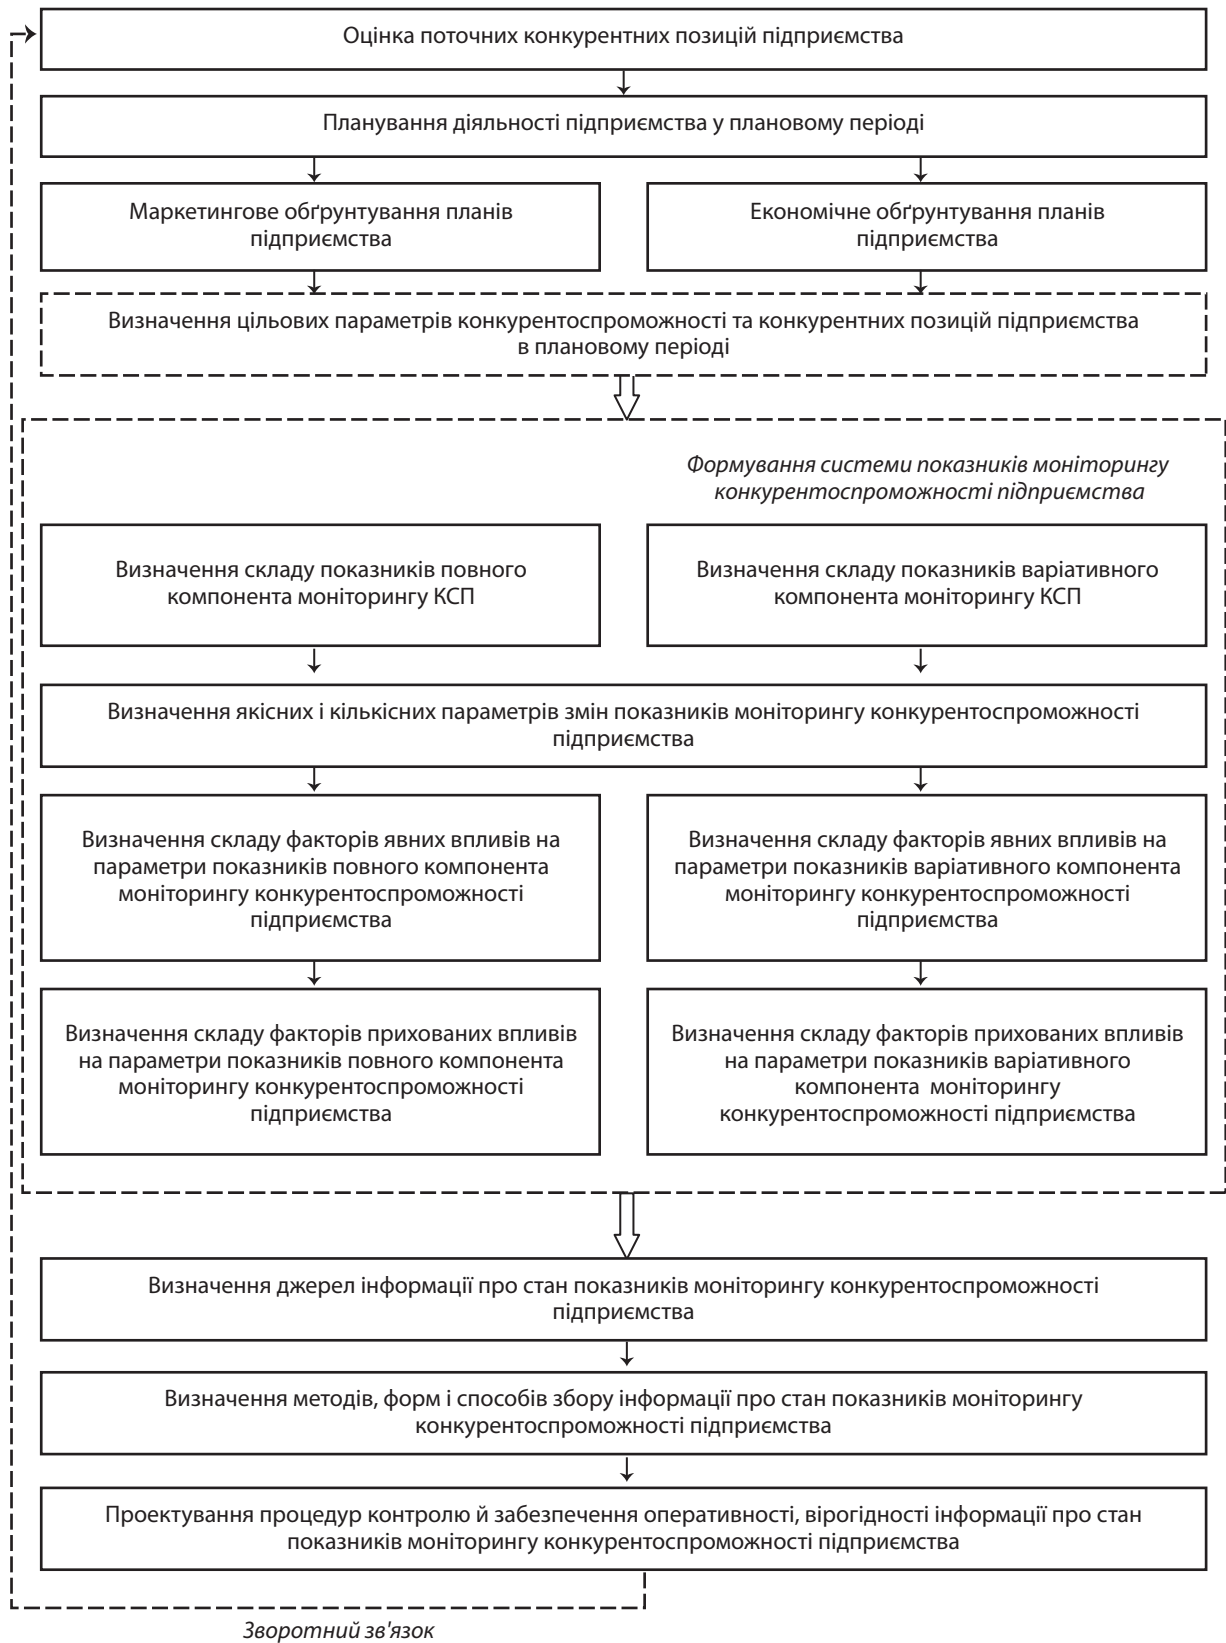 Оцінка поточних конкурентних позицій підприємства
Планування діяльності підприємства у плановому періоді
Маркетингове обґрунтування планів
підприємства
Економічне обґрунтування планів
підприємства
Визначення цільових параметрів конкурентоспроможності та конкурентних позицій підприємства
в плановому періоді
Формування системи показників моніторингу
конкурентоспроможності підприємства
Визначення складу показників повного
компонента моніторингу КСП
Визначення складу показників варіативного
компонента моніторингу КСП
Визначення якісних і кількісних параметрів змін показників моніторингу конкурентоспроможності
підприємства
Визначення складу факторів явних впливів на
параметри показників повного компонента
моніторингу конкурентоспроможності
підприємства
Визначення складу факторів явних впливів на
параметри показників варіативного компонента
моніторингу конкурентоспроможності
підприємства
Визначення складу факторів прихованих впливів
на параметри показників повного компонента
моніторингу конкурентоспроможності
підприємства
Визначення складу факторів прихованих впливів
на параметри показників варіативного
компонента моніторингу
конкурентоспроможності підприємства
Визначення джерел інформації про стан показників моніторингу конкурентоспроможності
підприємства
Визначення методів, форм і способів збору інформації про стан показників моніторингу
конкурентоспроможності підприємства
Проектування процедур контролю й забезпечення оперативності, вірогідності інформації про стан
показників моніторингу конкурентоспроможності підприємства
Зворотний зв'язок